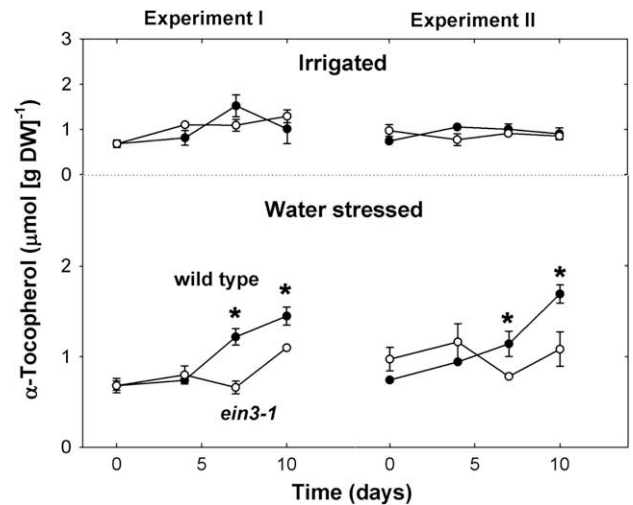 Experiment I Experiment II
3
Irrigated
2
1
0
Water stressed
2
wild type
*
*
*
*
1
ein3-1
0
0 5 10 0 5 10
Time (days)
α-Tocopherol (μmol [g DW]-1)